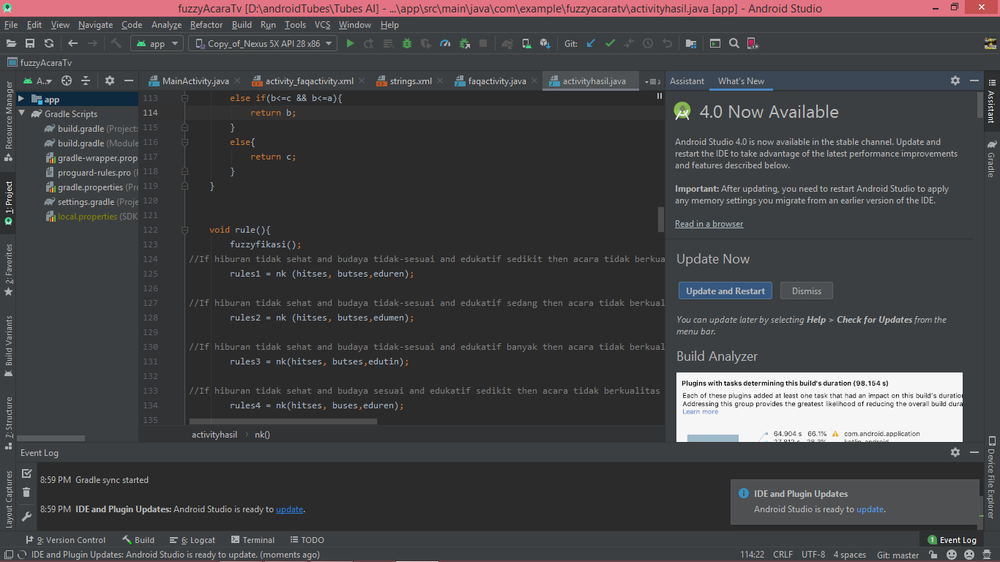 fuzzyAcaraTv [D:\androidTubes\Tubes AI] - ...\app\src\main\java\com\example\fuzzyacaratv\activityhasil.java [app] - Android Studio
File Edit View Navigate Code Analyze Refactor Build Run Tools VCS Window Help
app Copy_of_Nexus 5X API 28 x86 Git:
fuzzyAcaraTv
A...
MainActivity.java activity_faqactivity.xml strings.xml faqactivity.java activityhasil.java
Resource Manager
1: Project
2: Favorites
Build Variants
7: Structure
Layout Captures
app
Gradle Scripts
build.gradle (Project:
build.gradle (Module
gradle-wrapper.prop
proguard-rules.pro (
gradle.properties (Pro
settings.gradle (Proje
local.properties (SDK
113 else if(b<=c && b<=a){
114 return b;
115 }
116 else{
117 return c;
118 }
119 }
120
121
122 void rule(){
123 fuzzyfikasi();
124 //If hiburan tidak sehat and budaya tidak-sesuai and edukatif sedikit then acara tidak berkua
125 rules1 = nk (hitses, butses,eduren);
126
127 //If hiburan tidak sehat and budaya tidak-sesuai and edukatif sedang then acara tidak berkual
128 rules2 = nk (hitses, butses,edumen);
129
130 //If hiburan tidak sehat and budaya tidak-sesuai and edukatif banyak then acara tidak berkual
131 rules3 = nk(hitses, butses,edutin);
132
133 //If hiburan tidak sehat and budaya sesuai and edukatif sedikit then acara tidak berkualitas
134 rules4 = nk(hitses, buses,eduren);
135
activityhasil nk()
Assistant What's New
4.0 Now Available
Android Studio 4.0 is now available in the stable channel. Update and
restart the IDE to take advantage of the latest performance improvements
and features described below.
Important: After updating, you need to restart Android Studio to apply
any memory settings you migrate from an earlier version of the IDE.
Read in a browser
Update Now
Update and Restart Dismiss
You can update later by selecting Help > Check for Updates from the
menu bar.
Build Analyzer
Plugins with tasks determining this build's duration (98.154 s)
Each of these plugins added at least one task that had an impact on this build's duration
Addressing this group provides the greatest likelihood of reducing the overall build dura
Learn more
64.904 s 66.1% com.android.application
Assistant
Gradle
Device File Explorer
Event Log
8:59 PM Gradle sync started
8:59 PM IDE and Plugin Updates: Android Studio is ready to update.
IDE and Plugin Updates
Android Studio is ready to update.
9: Version Control Build 6: Logcat Terminal TODO 1 Event Log
IDE and Plugin Updates: Android Studio is ready to update. (moments ago) 114:22 CRLF UTF-8 4 spaces Git: master